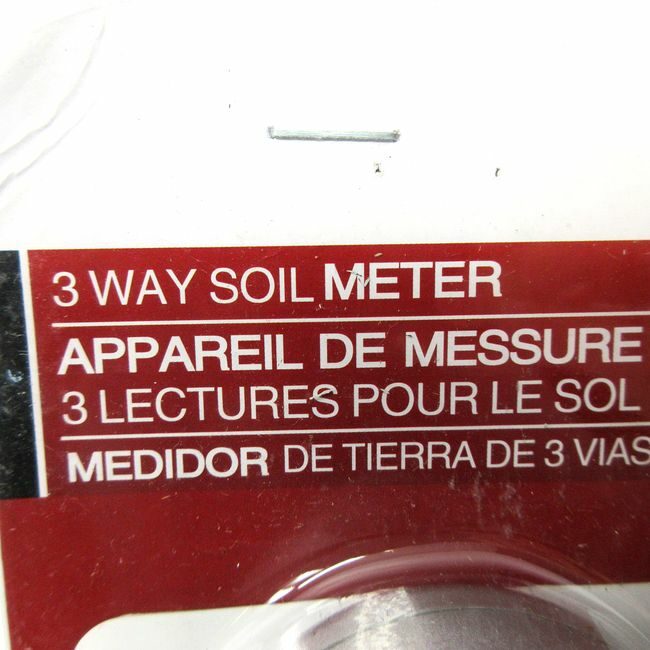 3 WAY SOIL METER
APPAREIL DE MESSURE
3 LECTURES POUR LE SOL
MEDIDOR DE TIERRA DE 3 VIAS